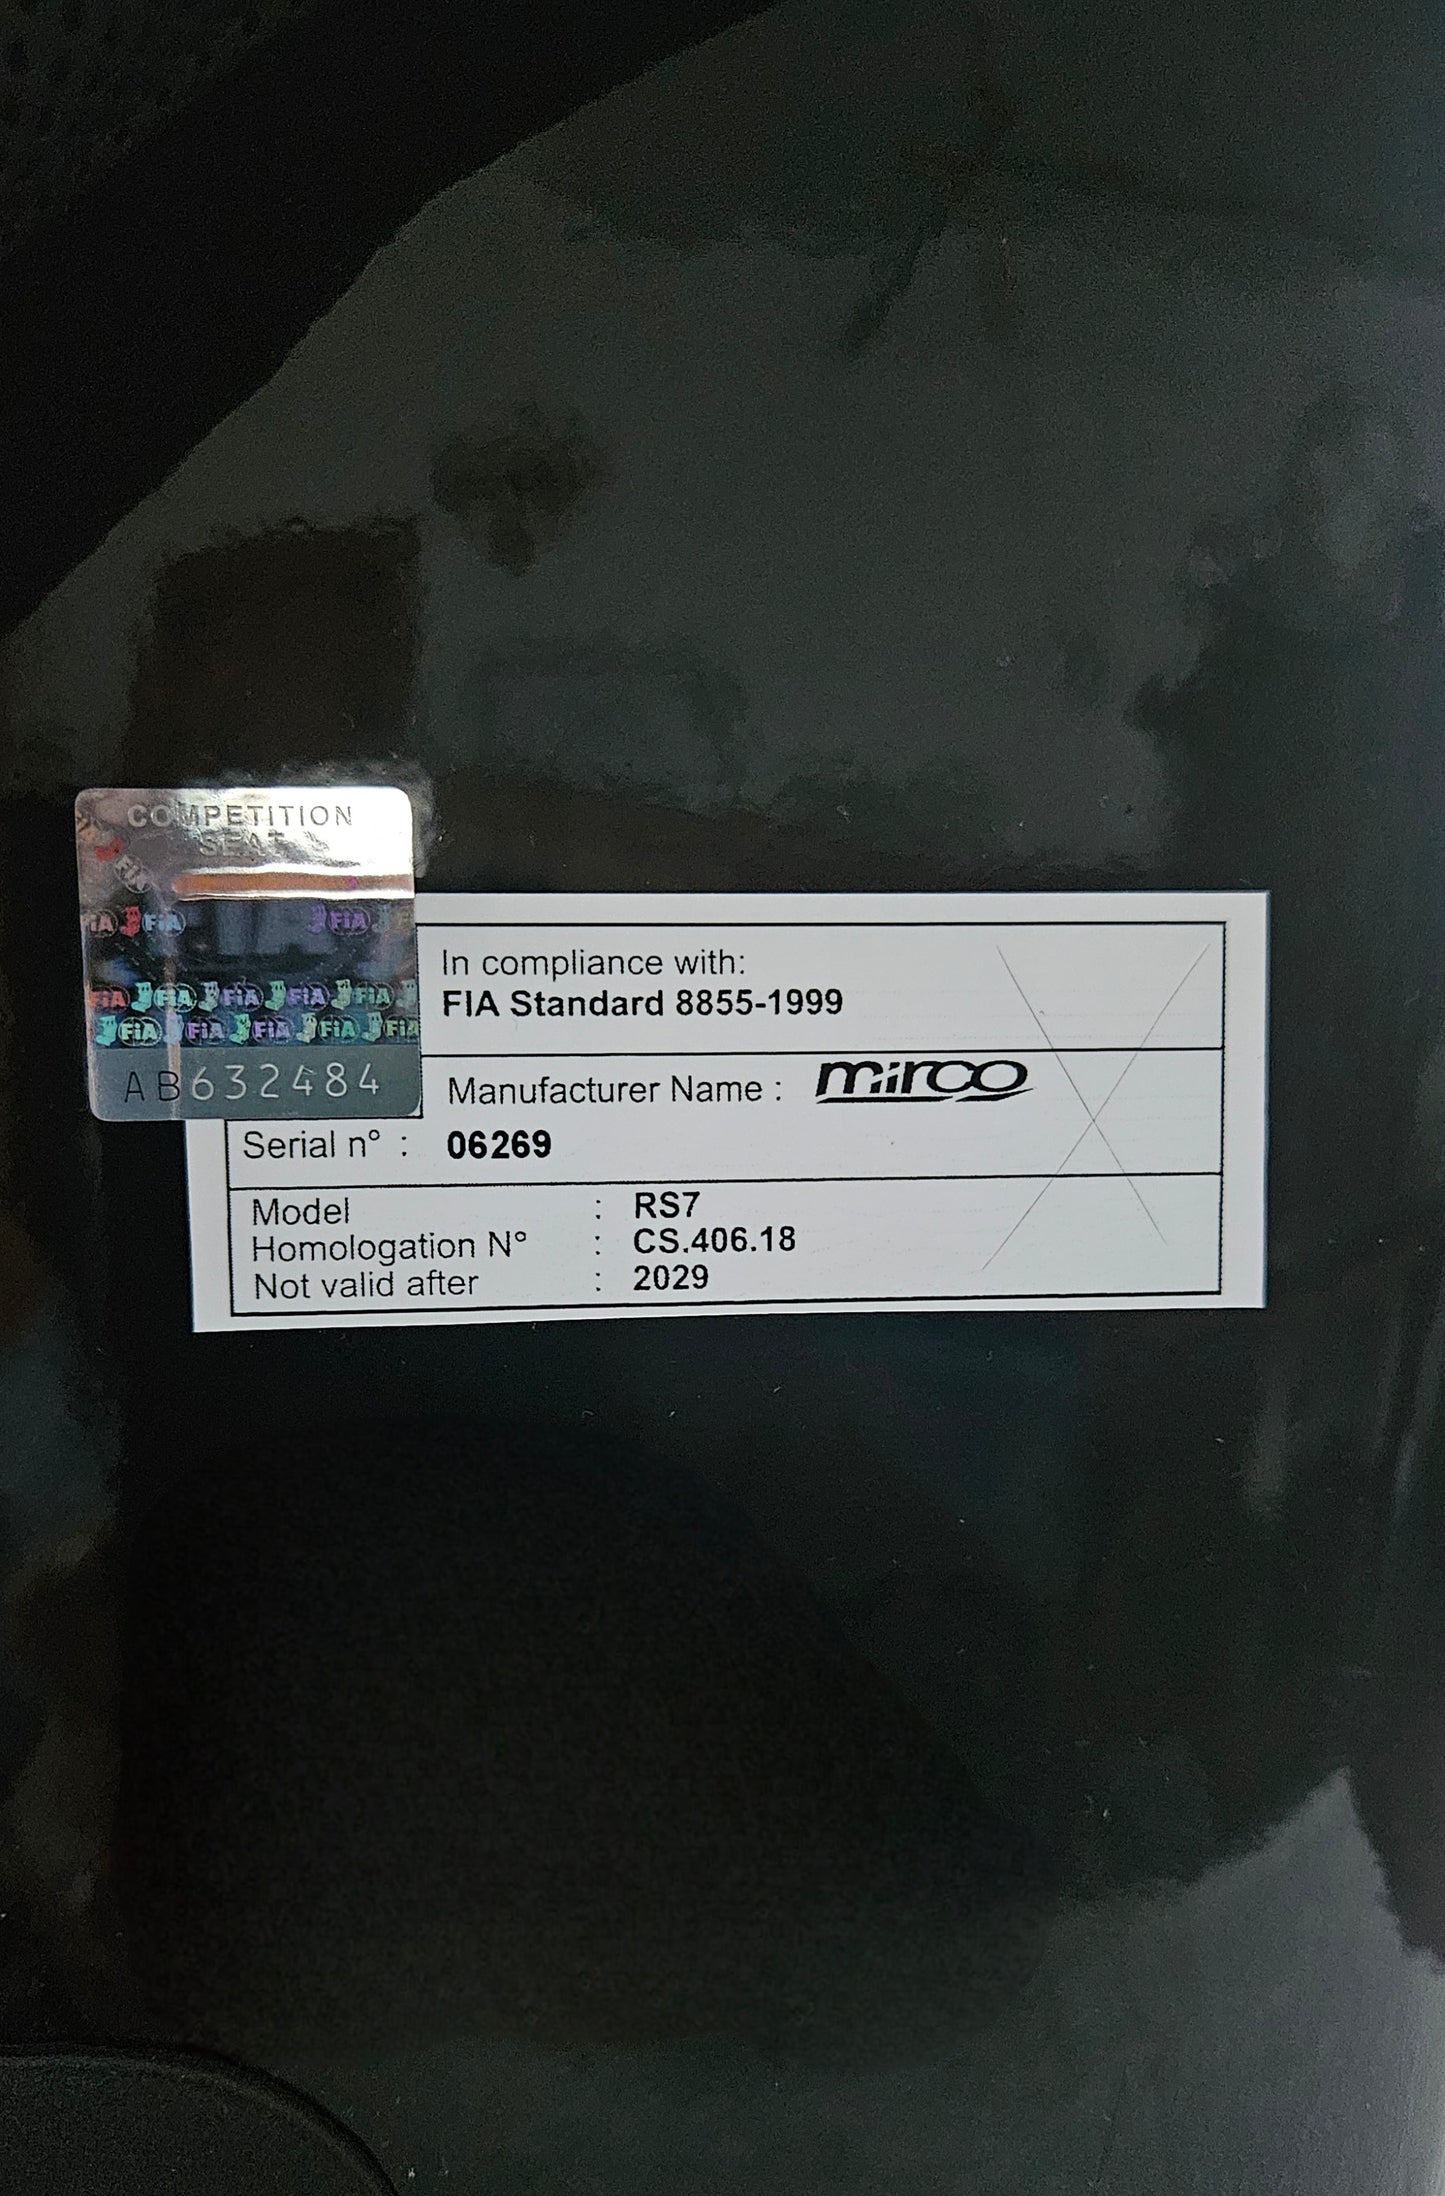 COMPETITION
SEAT
FiA
FiA FiA FiA
FiA FiA FiA FiA FiA
FiA FiA FiA FiA FiA
AB632484
In compliance with:
FIA Standard 8855-1999
Manufacturer Name : mirco
Serial n° : 06269
Model : RS7
Homologation N° : CS.406.18
Not valid after : 2029